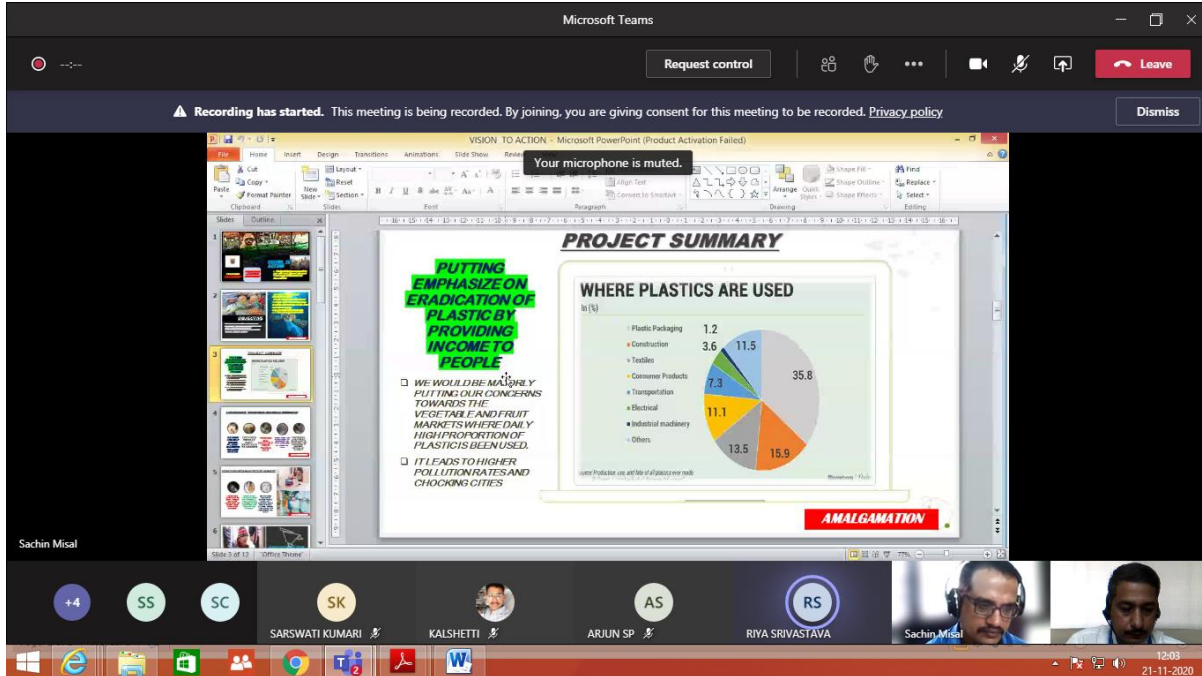 Microsoft Teams
--:--
Request control
Leave
Recording has started. This meeting is being recorded. By joining, you are giving consent for this meeting to be recorded. Privacy policy
Dismiss
VISION TO ACTION - Microsoft PowerPoint (Product Activation Failed)
Your microphone is muted.
File Home Insert Design Transitions Animations Slide Show
Cut
Copy
Format Painter
Paste
New
Slide
Layout
Reset
Section
Align Text
Convert to SmartArt
Arrange
Quick
Styles
Shape Fill
Shape Outline
Shape Effects
Find
Replace
Select
Clipboard
Slides
Font
Paragraph
Drawing
Editing
Slides Outline
1
2
3
4
5
6
PROJECT SUMMARY
PUTTING
EMPHASIZE ON
ERADICATION OF
PLASTIC BY
PROVIDING
INCOME TO
PEOPLE
WE WOULD BE MAJORLY
PUTTING OUR CONCERNS
TOWARDS THE
VEGETABLE AND FRUIT
MARKETS WHERE DAILY
HIGH PROPORTION OF
PLASTIC IS BEEN USED.
IT LEADS TO HIGHER
POLLUTION RATES AND
CHOCKING CITIES
WHERE PLASTICS ARE USED
In (%)
Plastic Packaging
Construction
Textiles
Consumer Products
Transportation
Electrical
Industrial machinery
Others
1.2
3.6
11.5
7.3
35.8
11.1
13.5
15.9
AMALGAMATION
Slide 3 of 12
"Office Theme"
77%
Sachin Misal
+4
SS
SC
SK
SARSWATI KUMARI
KALSHETTI
AS
ARJUN SP
RS
RIYA SRIVASTAVA
Sachin Misal
12:03
21-11-2020